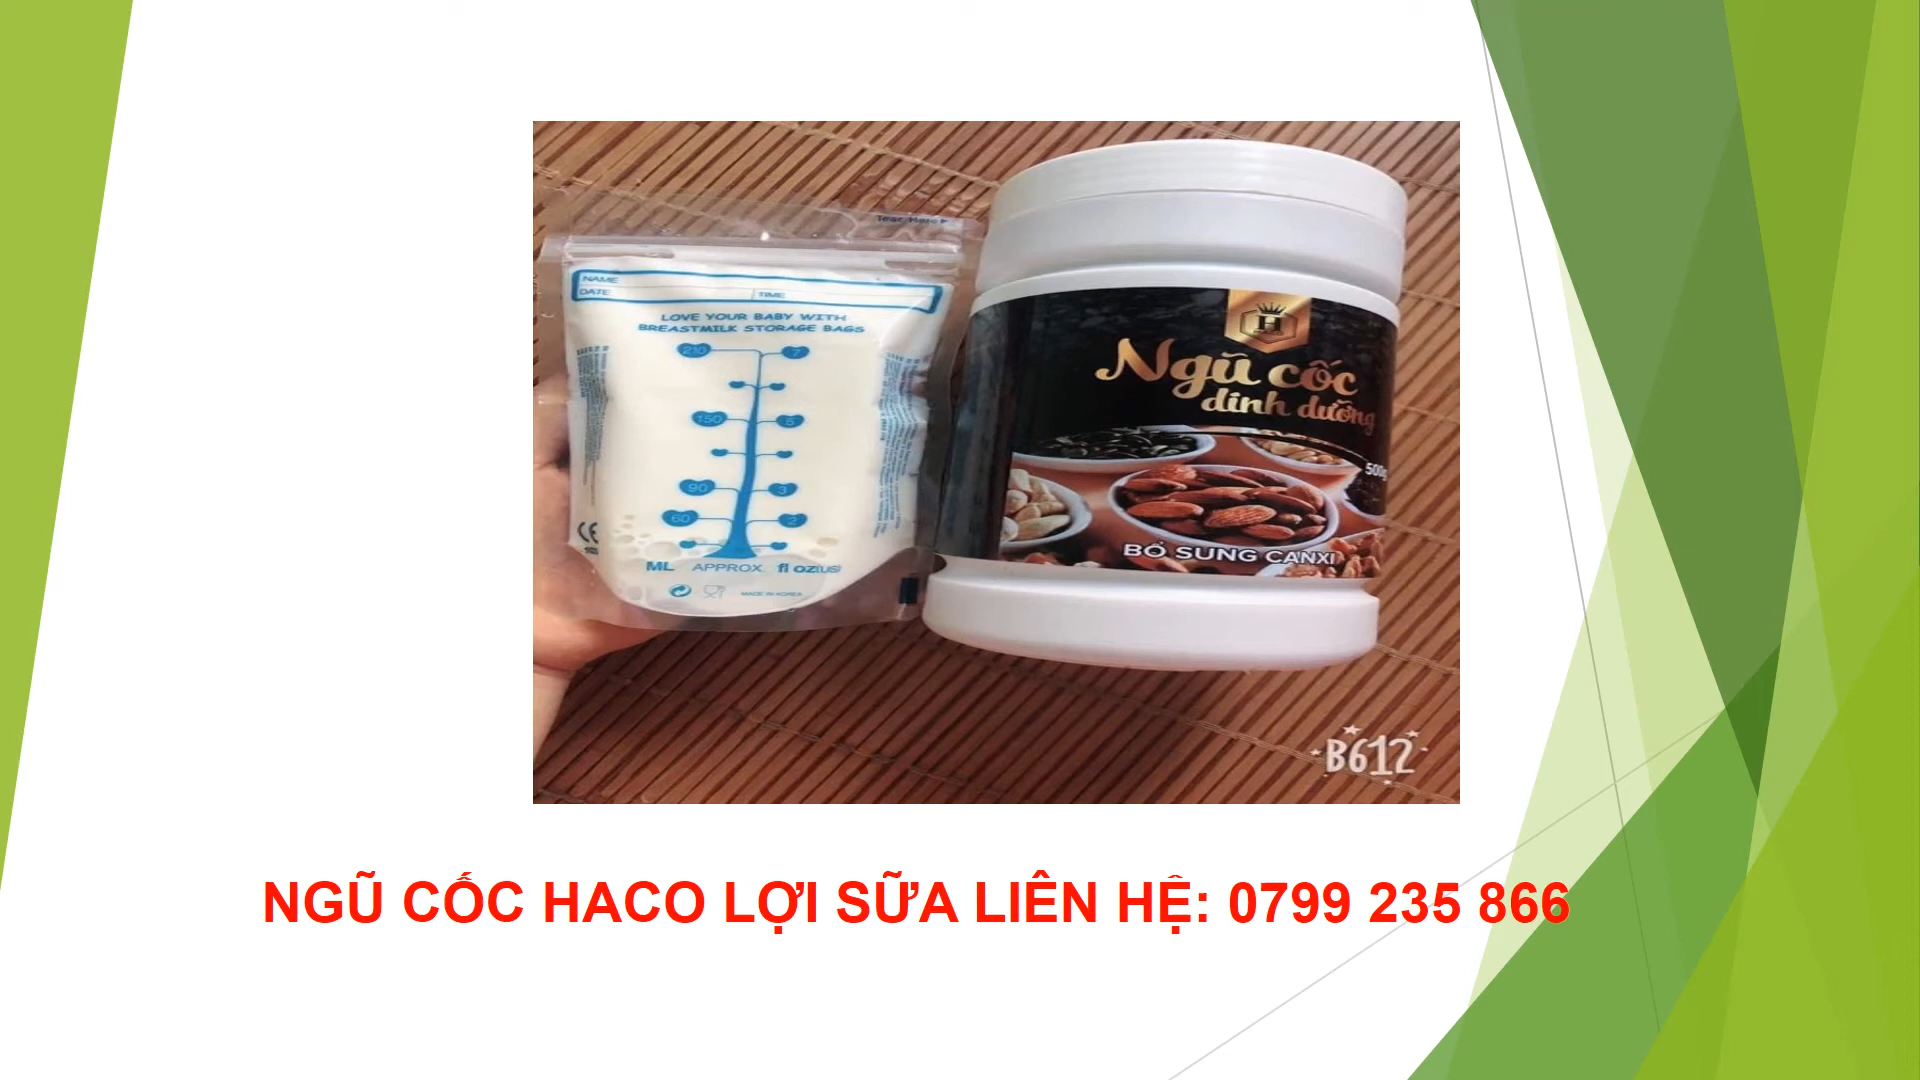 Tear Here
NAME
DATE
TIME
LOVE YOUR BABY WITH
BREASTMILK STORAGE BAGS
210 7
150 5
90 3
60 2
CE
ML APPROX. fl oz(US)
MADE IN KOREA
H
Ngũ cốc
dinh dưỡng
500g
BỔ SUNG CANXI
B612
NGŨ CỐC HACO LỢI SỮA LIÊN HỆ: 0799 235 866